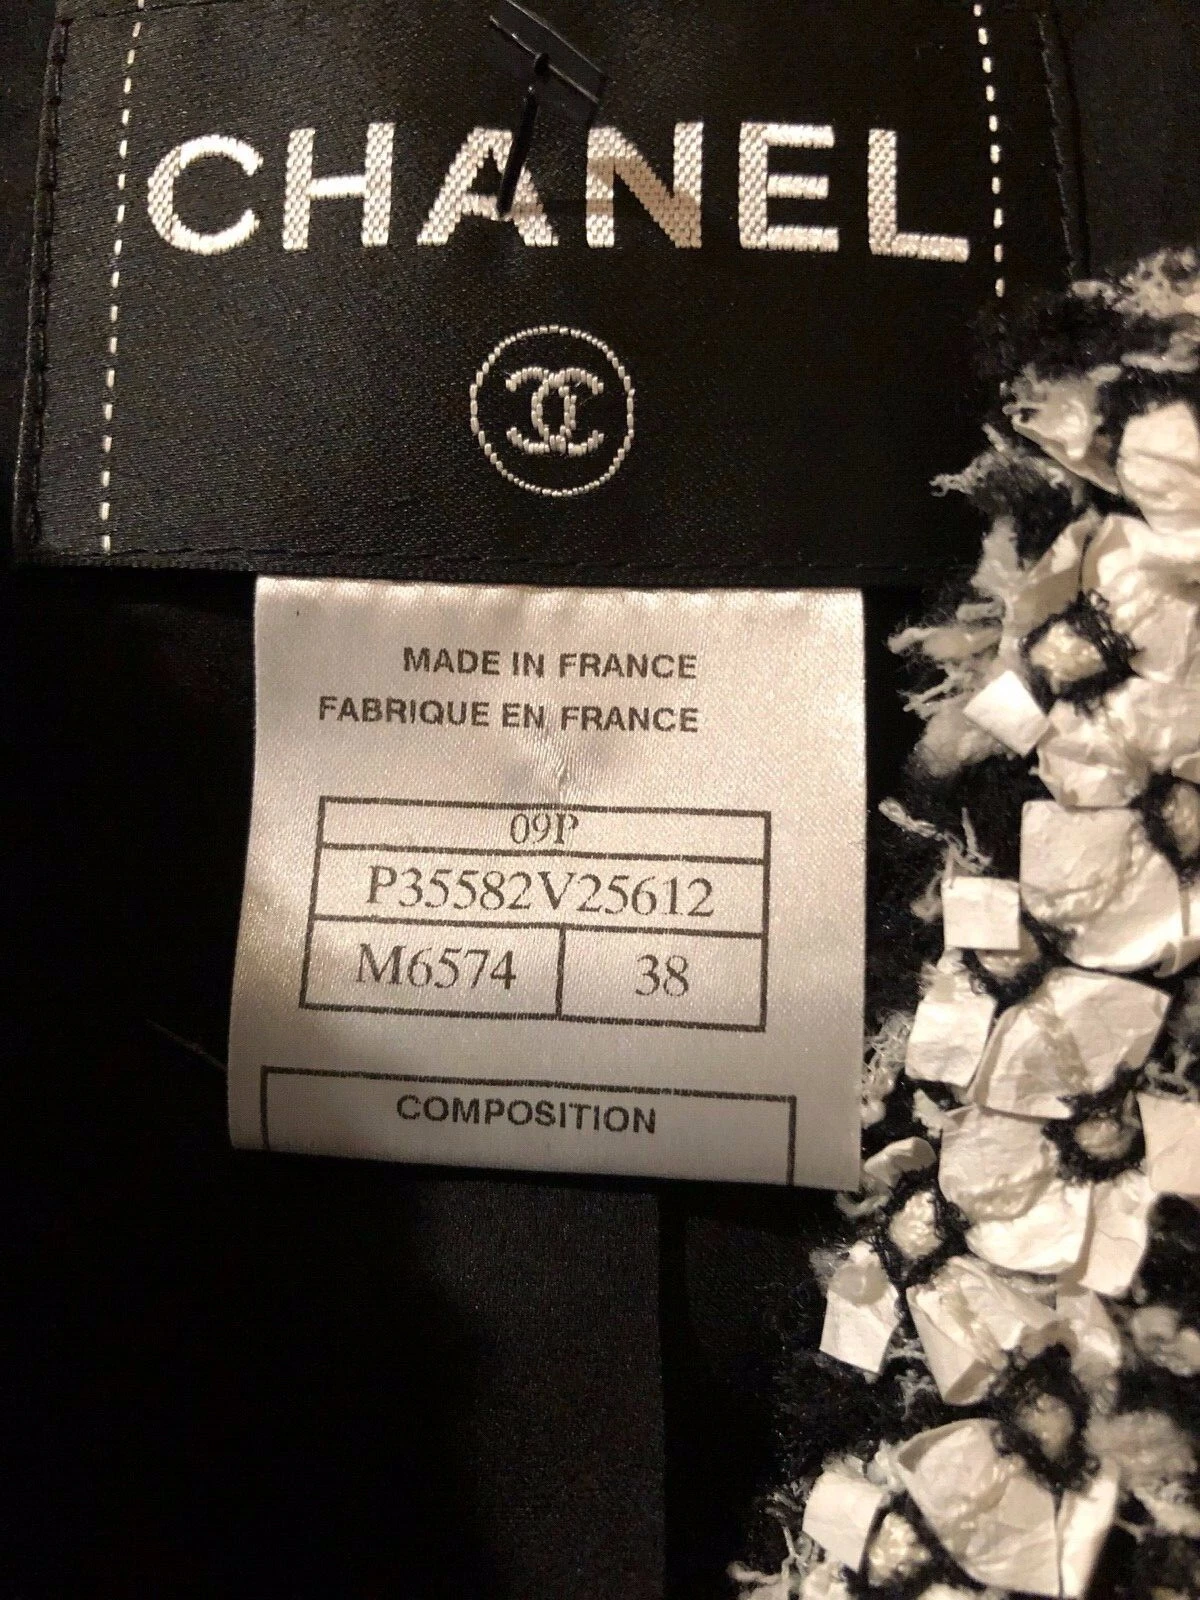 CHANEL
MADE IN FRANCE
FABRIQUE EN FRANCE
09P
P35582V25612
M6574 38
COMPOSITION